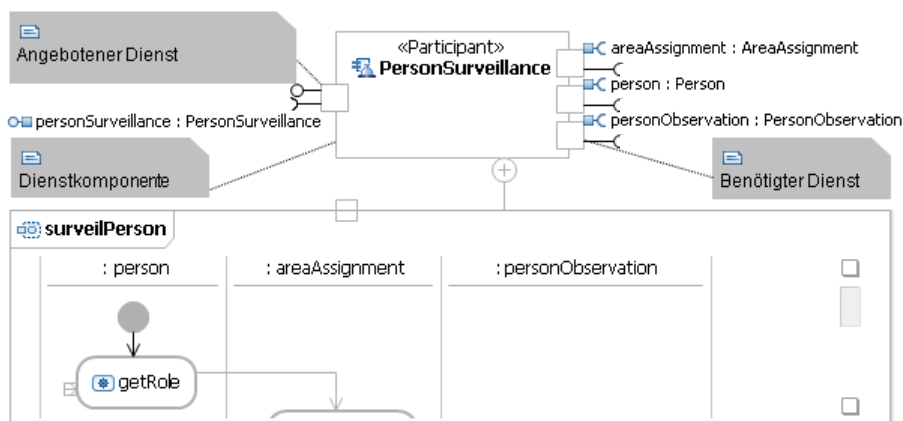 Angebotener Dienst
«Participant»
PersonSurveillance
areaAssignment : AreaAssignment
person : Person
personSurveillance : PersonSurveillance
personObservation : PersonObservation
Dienstkomponente
Benötigter Dienst
surveilPerson
: person
: areaAssignment
: personObservation
getRole